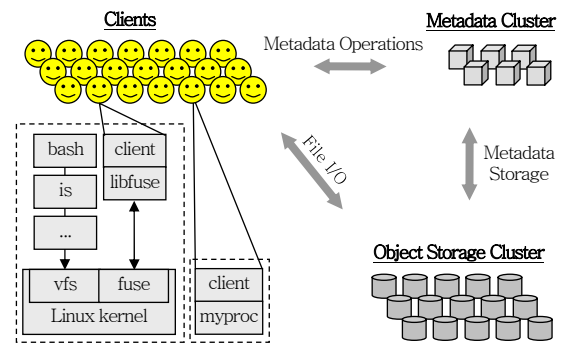 Clients
Metadata Cluster
Metadata Operations
bash
client
is
libfuse
...
File I/O
Metadata
Storage
Object Storage Cluster
vfs
fuse
client
Linux kernel
myproc